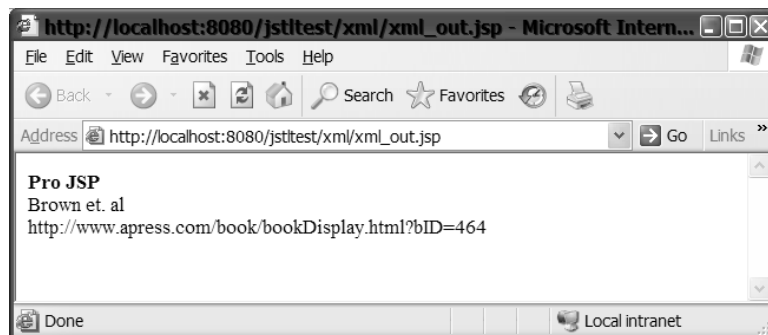 http://localhost:8080/jstltest/xml/xml_out.jsp - Microsoft Intern...
File Edit View Favorites Tools Help
Back Search Favorites
Address http://localhost:8080/jstltest/xml/xml_out.jsp Go Links »
Pro JSP
Brown et. al
http://www.apress.com/book/bookDisplay.html?bID=464
Done Local intranet